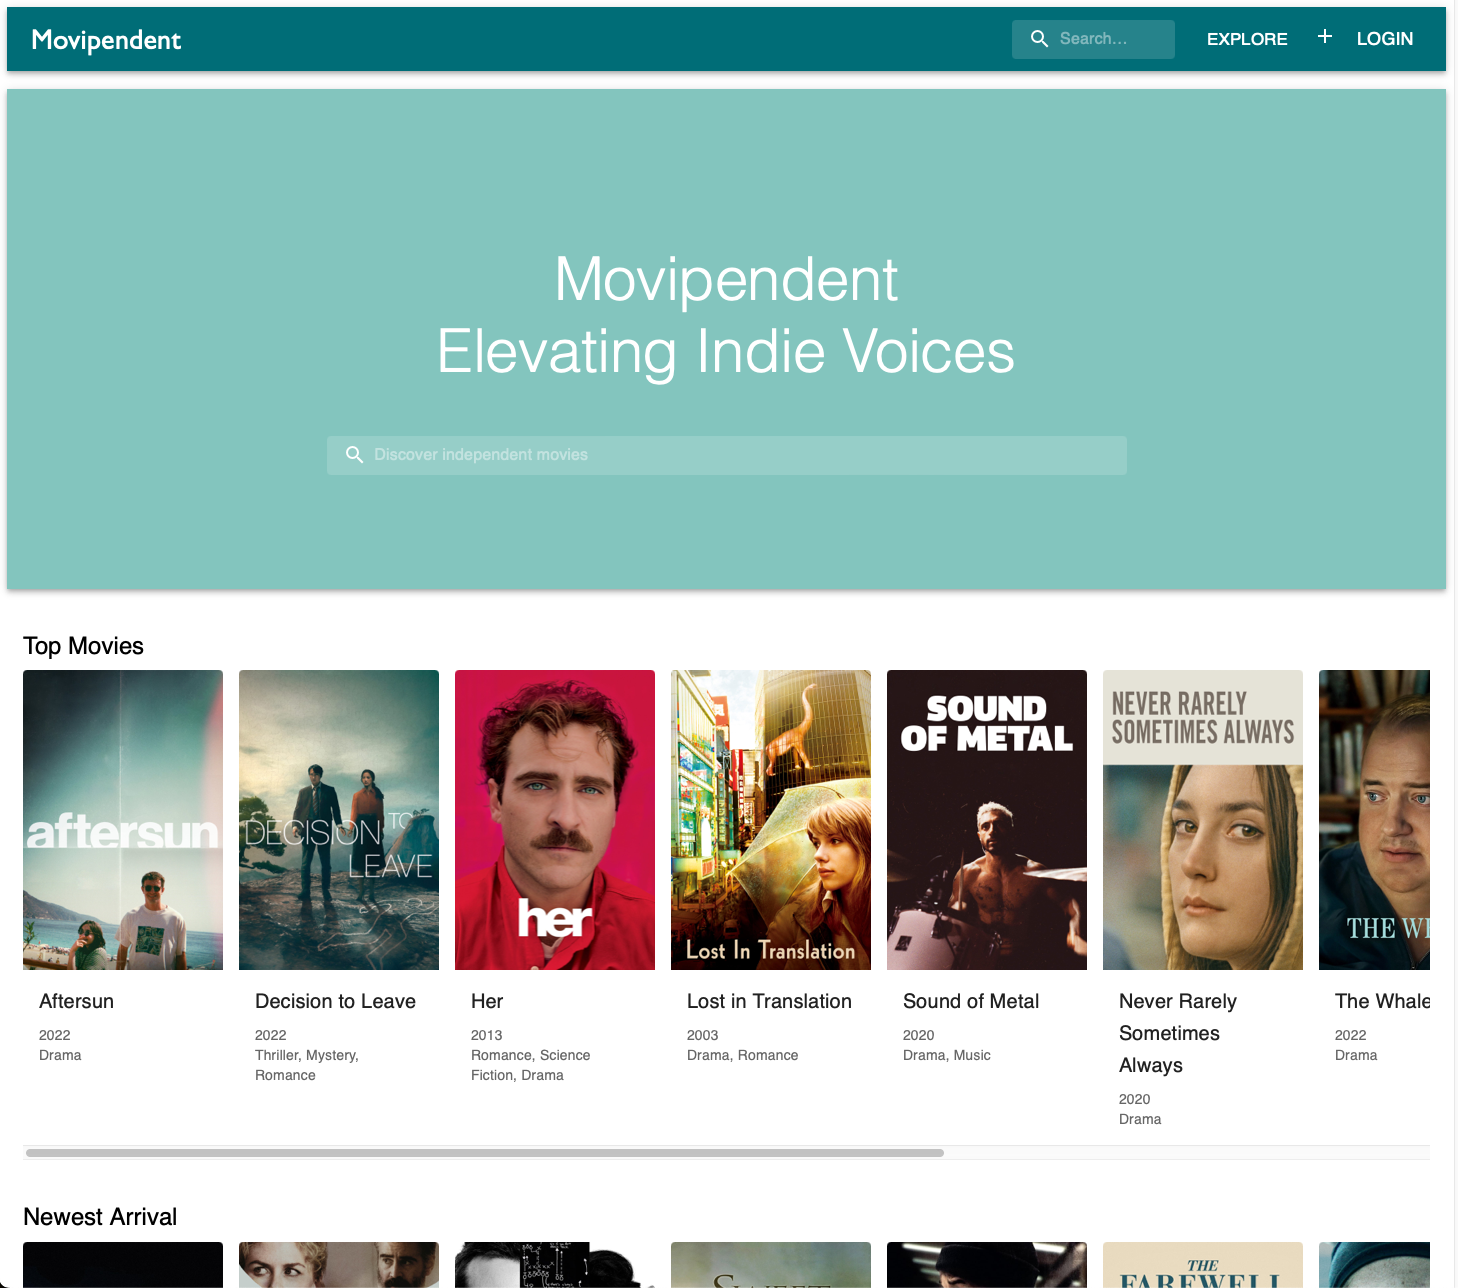 Movipendent
Search…
EXPLORE
+
LOGIN
Movipendent
Elevating Indie Voices
Discover independent movies
Top Movies
aftersun
DECISION TO
LEAVE
her
Lost In Translation
SOUND
OF METAL
NEVER RARELY
SOMETIMES ALWAYS
THE
Aftersun
2022
Drama
Decision to Leave
2022
Thriller, Mystery,
Romance
Her
2013
Romance, Science
Fiction, Drama
Lost in Translation
2003
Drama, Romance
Sound of Metal
2020
Drama, Music
Never Rarely
Sometimes
Always
2020
Drama
The Whale
2022
Drama
Newest Arrival
SWEET
THE
FAREWELL